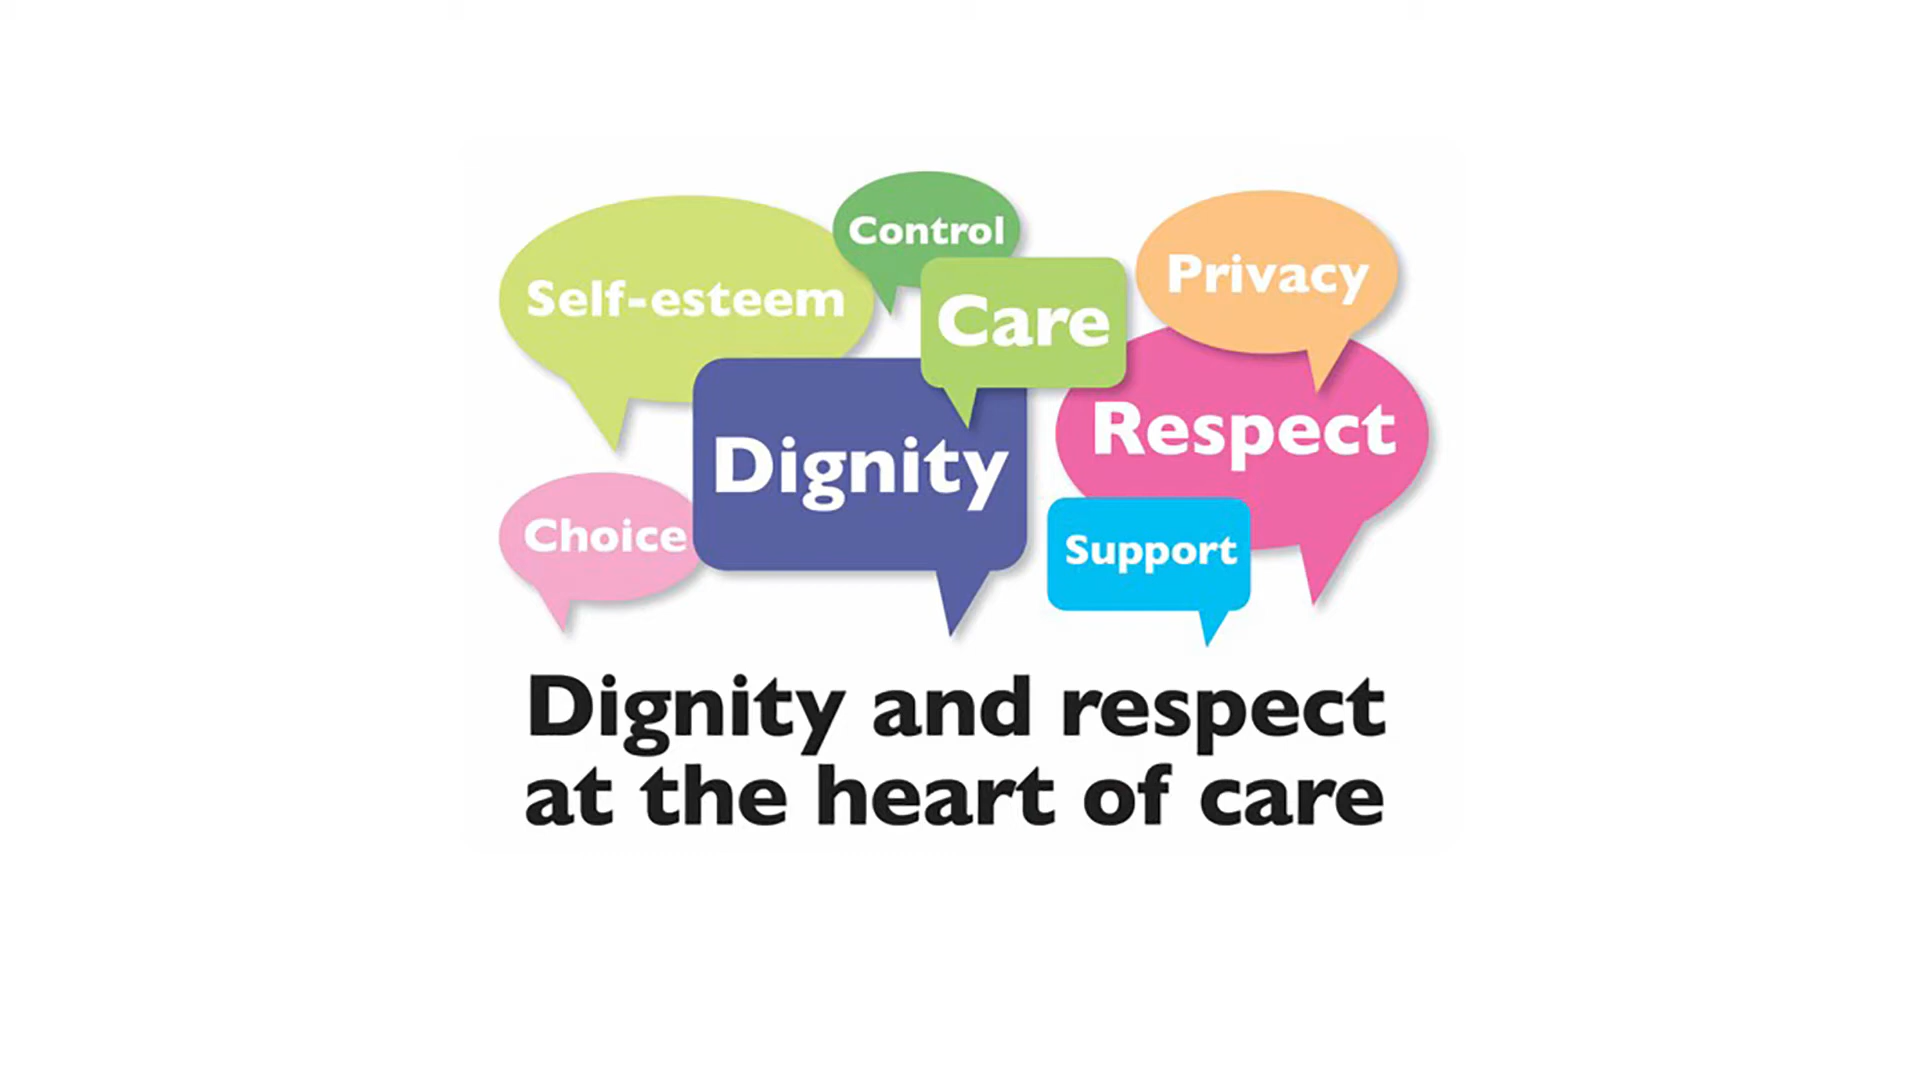 Control
Self-esteem
Care
Privacy
Dignity
Respect
Choice
Support
Dignity and respect
at the heart of care